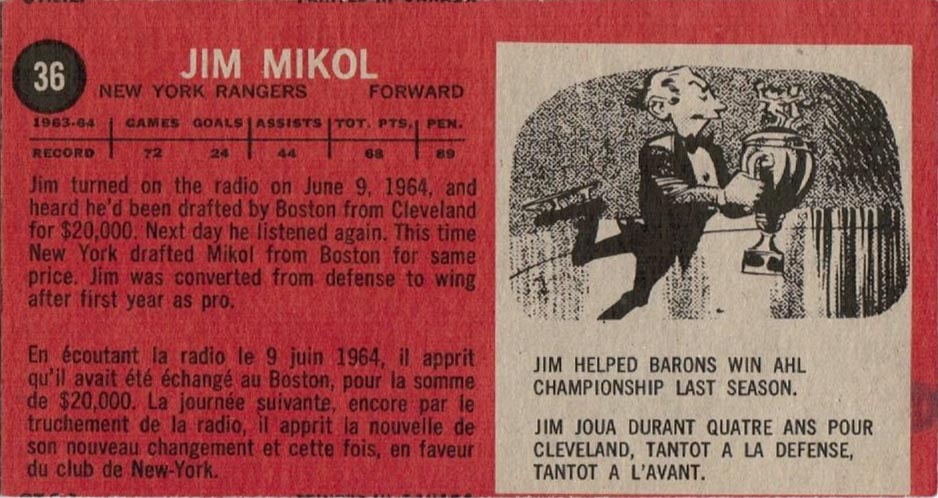 36
JIM MIKOL
NEW YORK RANGERS FORWARD
1963-64 GAMES GOALS ASSISTS TOT. PTS. PEN.
RECORD 72 24 44 68 89
Jim turned on the radio on June 9, 1964, and
heard he'd been drafted by Boston from Cleveland
for $20,000. Next day he listened again. This time
New York drafted Mikol from Boston for same
price. Jim was converted from defense to wing
after first year as pro.
En écoutant la radio le 9 juin 1964, il apprit
qu'il avait été échangé au Boston, pour la somme
de $20,000. La journée suivante, encore par le
truchement de la radio, il apprit la nouvelle de
son nouveau changement et cette fois, en faveur
du club de New-York.
JIM HELPED BARONS WIN AHL
CHAMPIONSHIP LAST SEASON.
JIM JOUA DURANT QUATRE ANS POUR
CLEVELAND, TANTOT A LA DEFENSE,
TANTOT A L'AVANT.